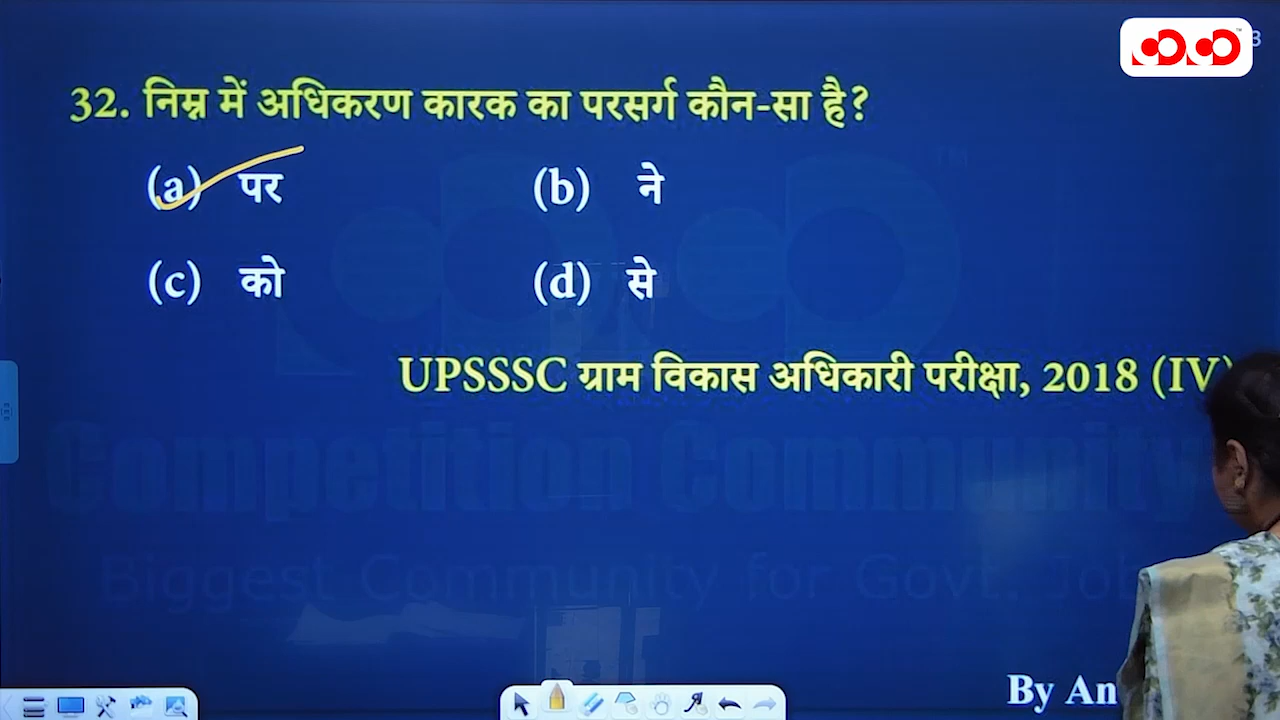 32. निम्न में अधिकरण कारक का परसर्ग कौन-सा है?
(a) पर (b) ने
(c) को (d) से
UPSSSC ग्राम विकास अधिकारी परीक्षा, 2018 (IV)
Competition Community
Biggest Community for Govt. Job
By An